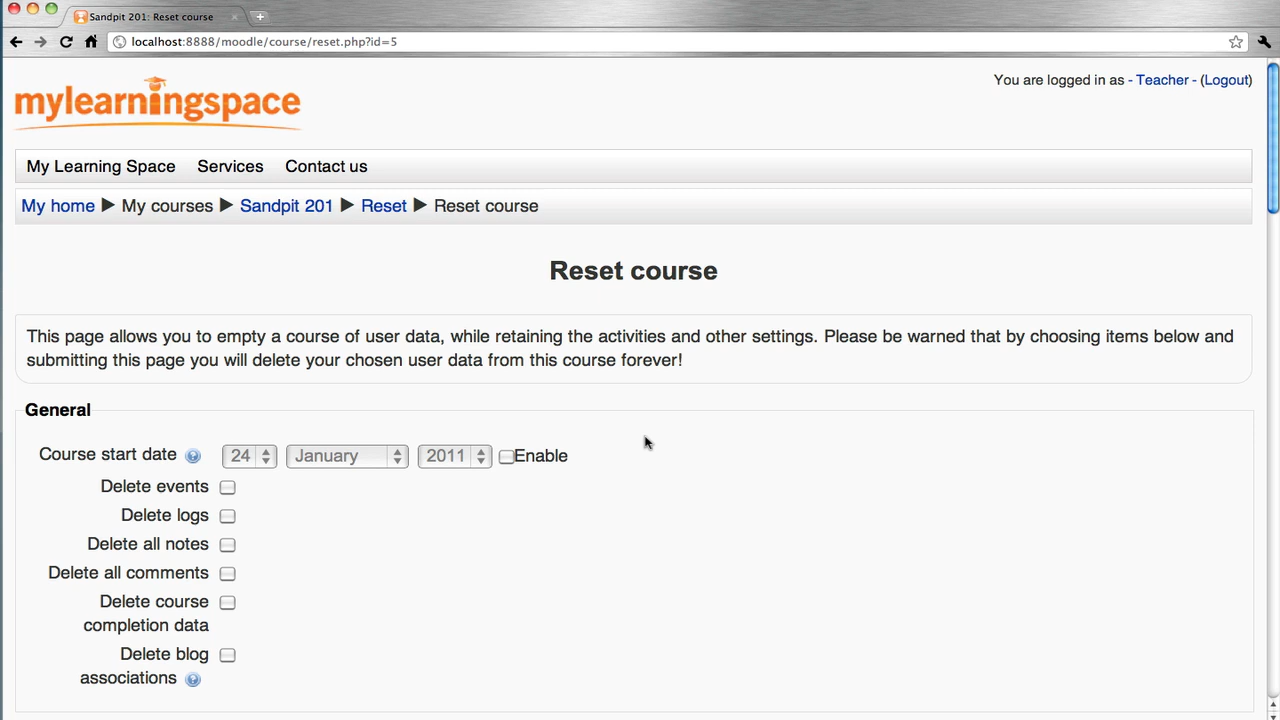 Sandpit 201: Reset course
localhost:8888/moodle/course/reset.php?id=5
You are logged in as - Teacher - (Logout)
mylearningspace
My Learning Space Services Contact us
My home ▶ My courses ▶ Sandpit 201 ▶ Reset ▶ Reset course
Reset course
This page allows you to empty a course of user data, while retaining the activities and other settings. Please be warned that by choosing items below and
submitting this page you will delete your chosen user data from this course forever!
General
Course start date 24 January 2011 Enable
Delete events
Delete logs
Delete all notes
Delete all comments
Delete course
completion data
Delete blog
associations